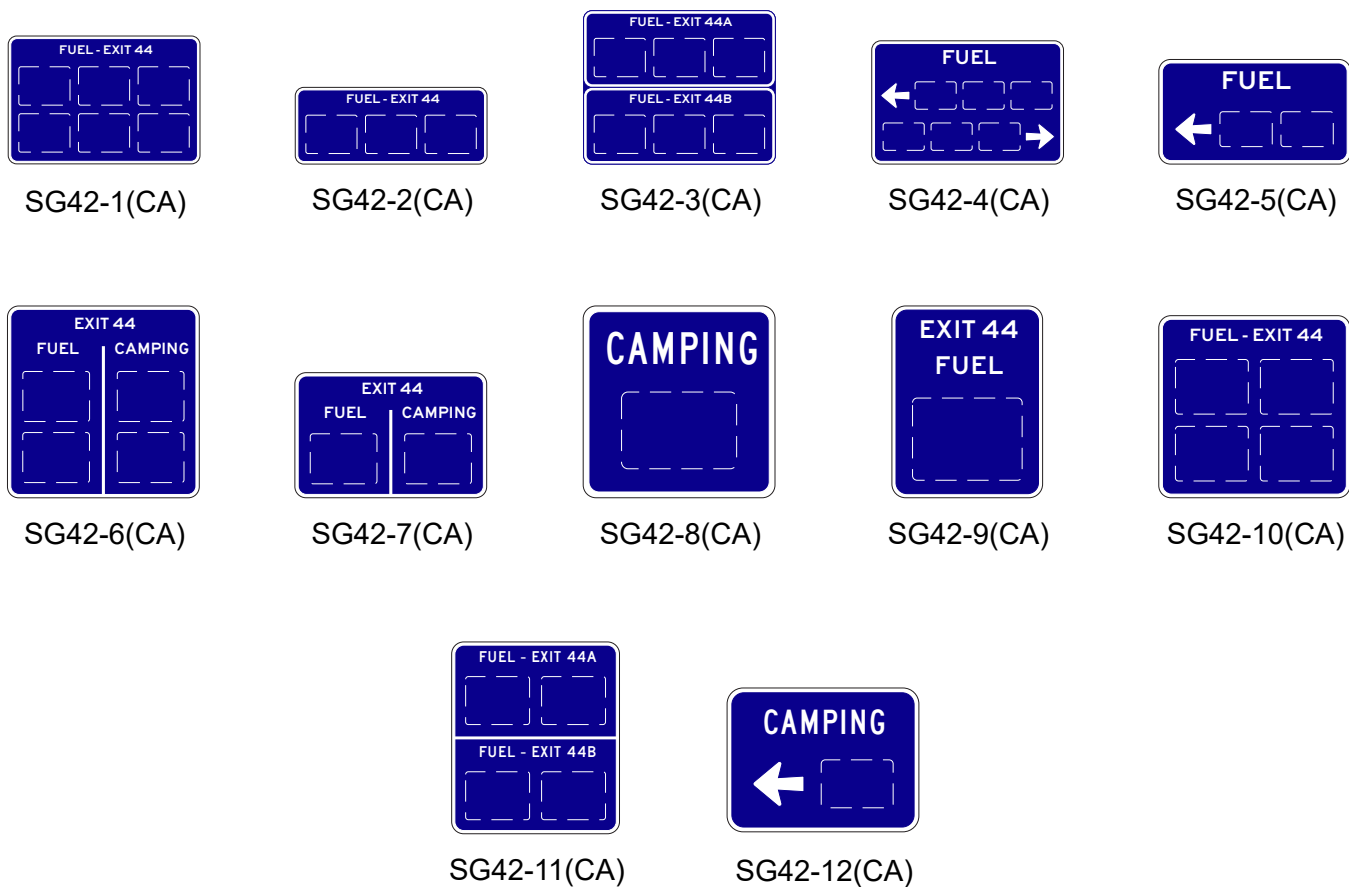 FUEL - EXIT 44
SG42-1(CA)
FUEL - EXIT 44
SG42-2(CA)
FUEL - EXIT 44A
FUEL - EXIT 44B
SG42-3(CA)
FUEL
SG42-4(CA)
FUEL
SG42-5(CA)
EXIT 44
FUEL CAMPING
SG42-6(CA)
EXIT 44
FUEL CAMPING
SG42-7(CA)
CAMPING
SG42-8(CA)
EXIT 44
FUEL
SG42-9(CA)
FUEL - EXIT 44
SG42-10(CA)
FUEL - EXIT 44A
FUEL - EXIT 44B
SG42-11(CA)
CAMPING
SG42-12(CA)